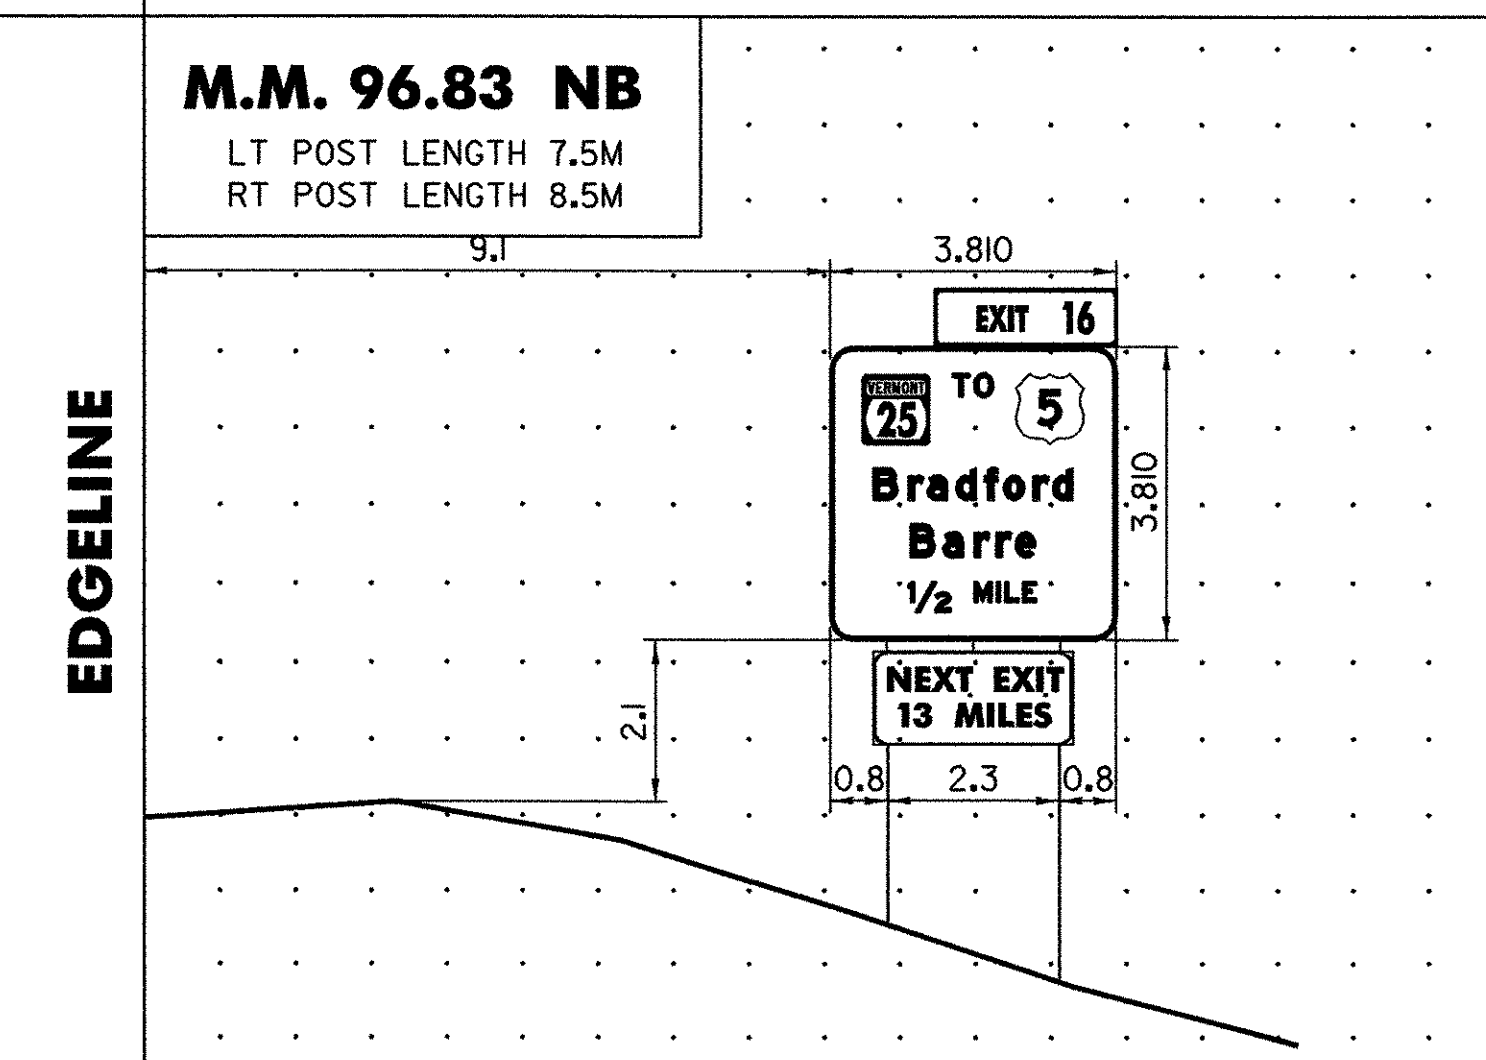 M.M. 96.83 NB
LT POST LENGTH 7.5M
RT POST LENGTH 8.5M
9.1
3.810
EXIT 16
VERMONT
25
TO
5
Bradford
Barre
1/2 MILE
3.810
EDGELINE
NEXT EXIT
13 MILES
2.1
0.8
2.3
0.8